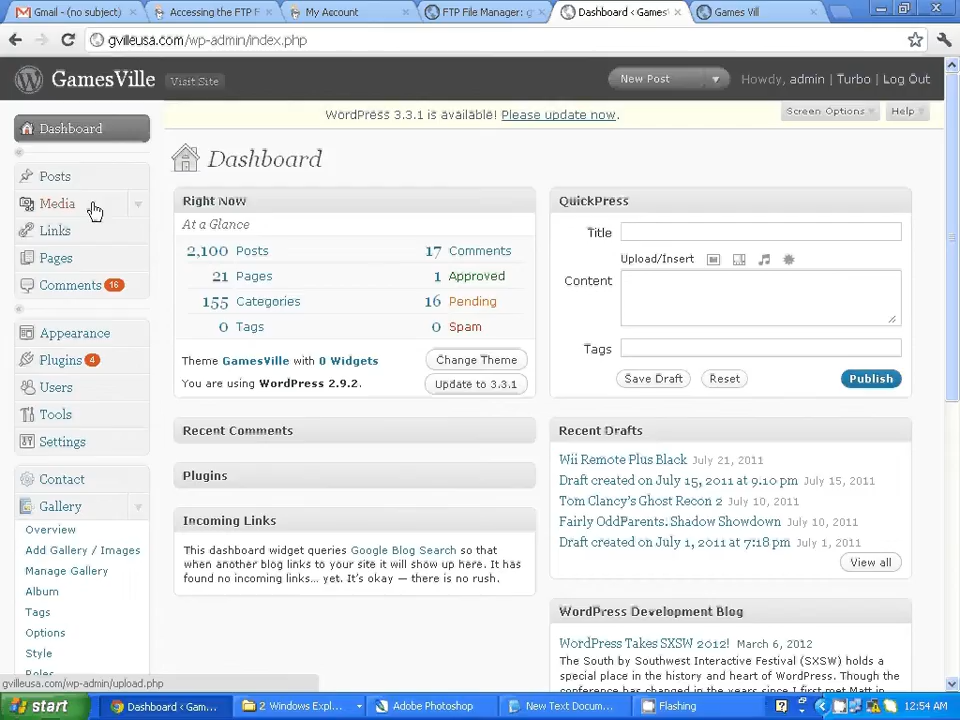 Gmail - (no subject)
Accessing the FTP F
My Account
FTP File Manager: g
Dashboard ‹ Games
Games Vill
gvilleusa.com/wp-admin/index.php
GamesVille
Visit Site
New Post
Howdy, admin | Turbo | Log Out
WordPress 3.3.1 is available! Please update now.
Screen Options
Help
Dashboard
Posts
Media
Links
Pages
Comments 16
Appearance
Plugins 4
Users
Tools
Settings
Contact
Gallery
Overview
Add Gallery / Images
Manage Gallery
Album
Tags
Options
Style
Roles
Dashboard
Right Now
At a Glance
2,100 Posts
17 Comments
21 Pages
1 Approved
155 Categories
16 Pending
0 Tags
0 Spam
Theme GamesVille with 0 Widgets
Change Theme
You are using WordPress 2.9.2.
Update to 3.3.1
Recent Comments
Plugins
Incoming Links
This dashboard widget queries Google Blog Search so that
when another blog links to your site it will show up here. It has
found no incoming links... yet. It's okay — there is no rush.
QuickPress
Title
Upload/Insert
Content
Tags
Save Draft
Reset
Publish
Recent Drafts
Wii Remote Plus Black July 21, 2011
Draft created on July 15, 2011 at 9:10 pm July 15, 2011
Tom Clancy's Ghost Recon 2 July 10, 2011
Fairly OddParents. Shadow Showdown July 10, 2011
Draft created on July 1, 2011 at 7:18 pm July 1, 2011
View all
WordPress Development Blog
WordPress Takes SXSW 2012! March 6, 2012
The South by Southwest Interactive Festival (SXSW) holds a
special place in the history and heart of WordPress. Though the
conference has changed in the years since I first met Matt in
gvilleusa.com/wp-admin/upload.php
start
Dashboard ‹ Gam...
2 Windows Expl...
Adobe Photoshop
New Text Docum...
Flashing
12:54 AM